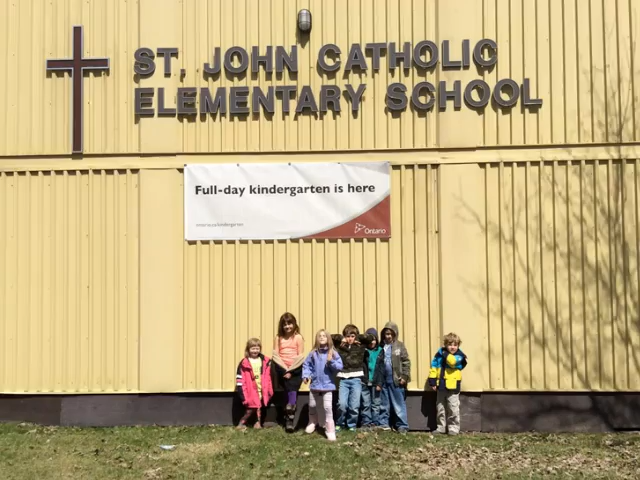 ST. JOHN CATHOLIC
ELEMENTARY SCHOOL
Full-day kindergarten is here
Ontario